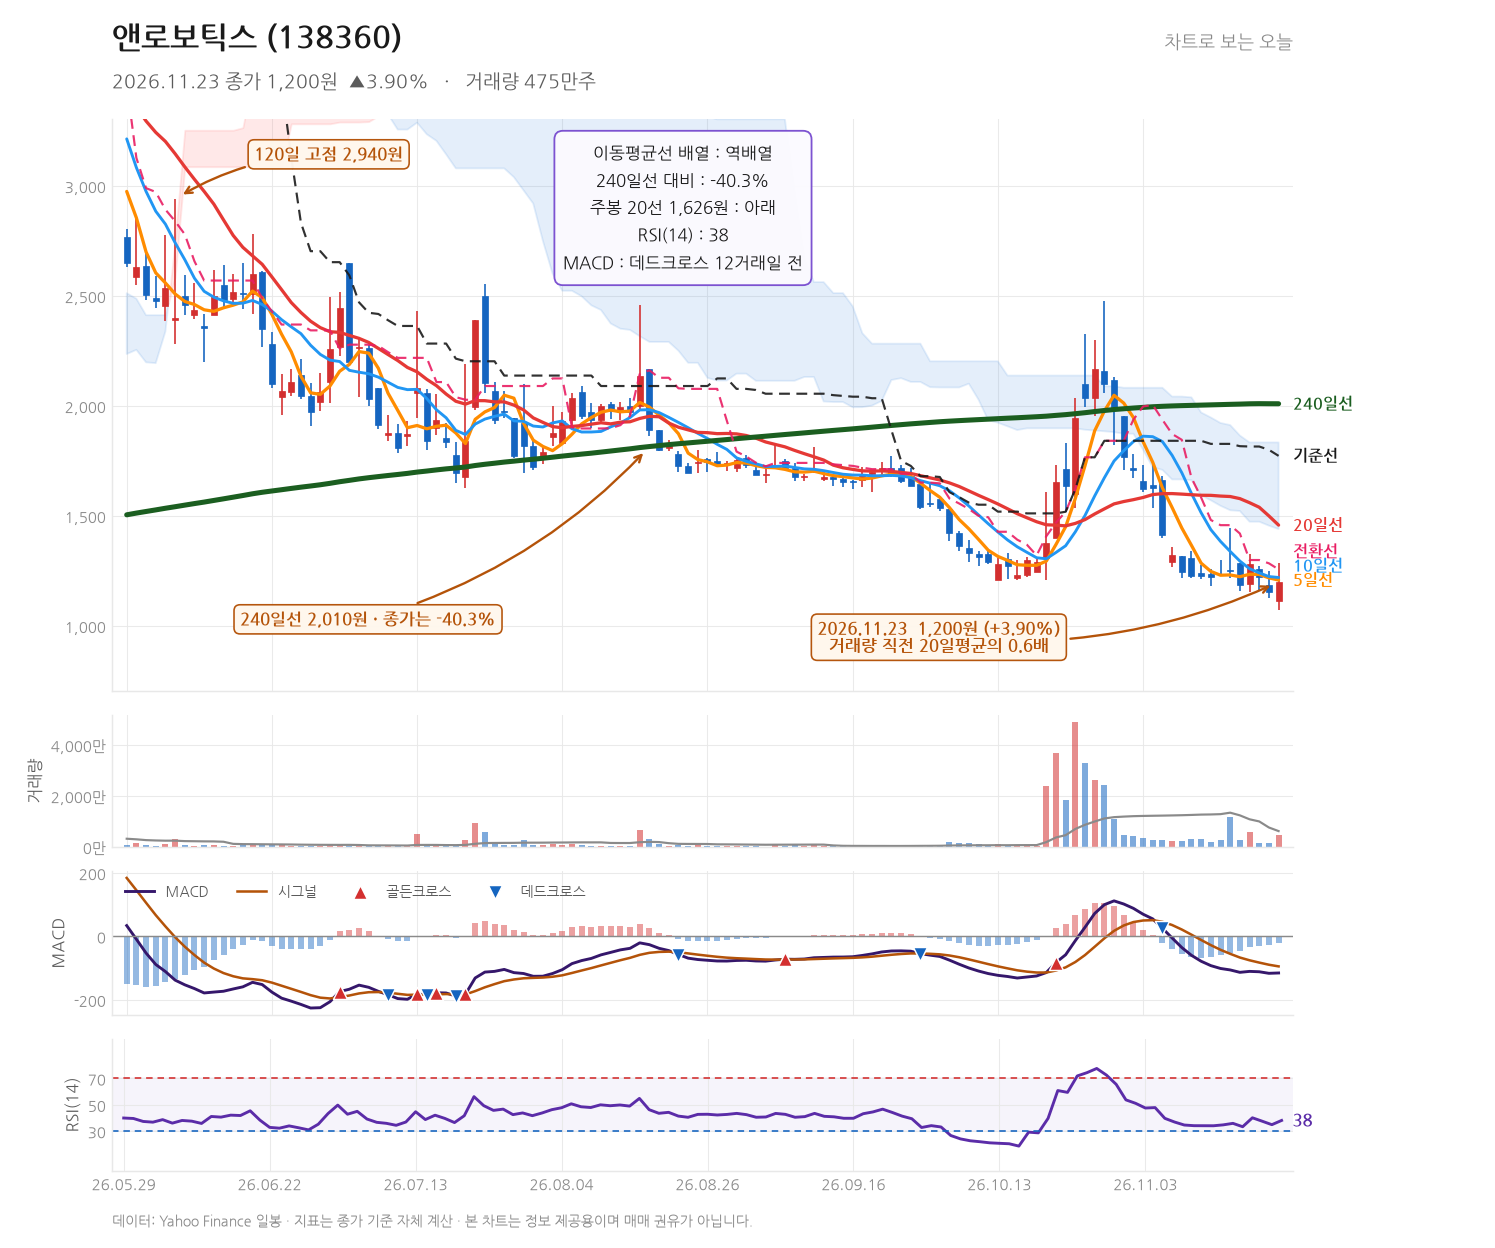 앤로보틱스 (138360)
차트로 보는 오늘
2026.11.23 종가 1,200원 ▲3.90% · 거래량 475만주
120일 고점 2,940원
이동평균선 배열 : 역배열
240일선 대비 : -40.3%
주봉 20선 1,626원 : 아래
RSI(14) : 38
MACD : 데드크로스 12거래일 전
3,000
2,500
2,000
1,500
1,000
240일선
기준선
20일선
전환선
10일선
5일선
240일선 2,010원 · 종가는 -40.3%
2026.11.23 1,200원 (+3.90%)
거래량 직전 20일평균의 0.6배
거래량
4,000만
2,000만
0만
MACD
200
0
-200
MACD 시그널 골든크로스 데드크로스
RSI(14)
70
50
30
38
26.05.29 26.06.22 26.07.13 26.08.04 26.08.26 26.09.16 26.10.13 26.11.03
데이터: Yahoo Finance 일봉 · 지표는 종가 기준 자체 계산 · 본 차트는 정보 제공용이며 매매 권유가 아닙니다.